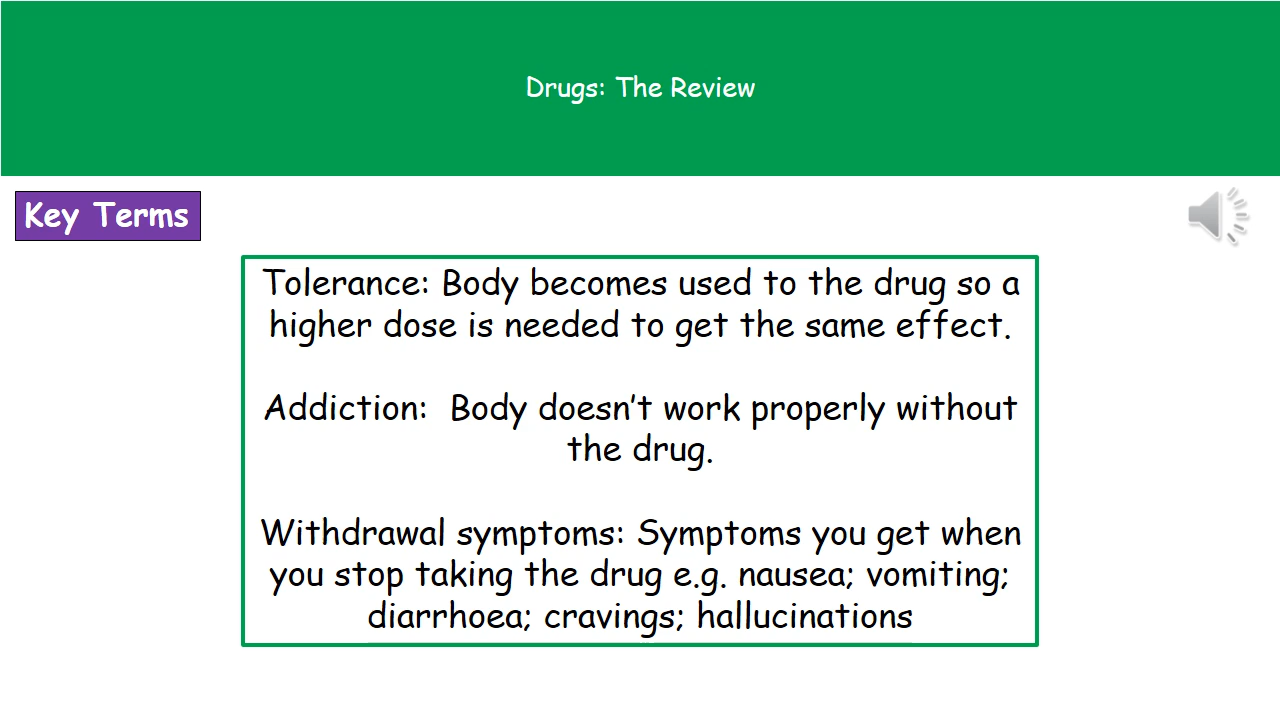 Drugs: The Review
Key Terms
Tolerance: Body becomes used to the drug so a
higher dose is needed to get the same effect.
Addiction:  Body doesn’t work properly without
the drug.
Withdrawal symptoms: Symptoms you get when
you stop taking the drug e.g. nausea; vomiting;
diarrhoea; cravings; hallucinations